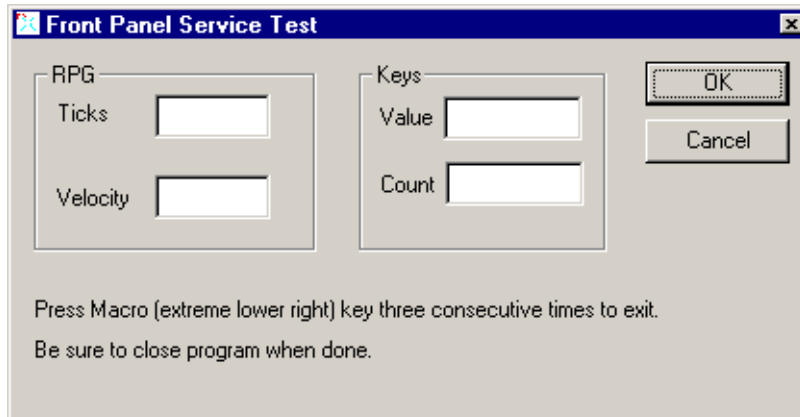 Front Panel Service Test
RPG
Ticks
Velocity
Keys
Value
Count
OK
Cancel
Press Macro (extreme lower right) key three consecutive times to exit.
Be sure to close program when done.